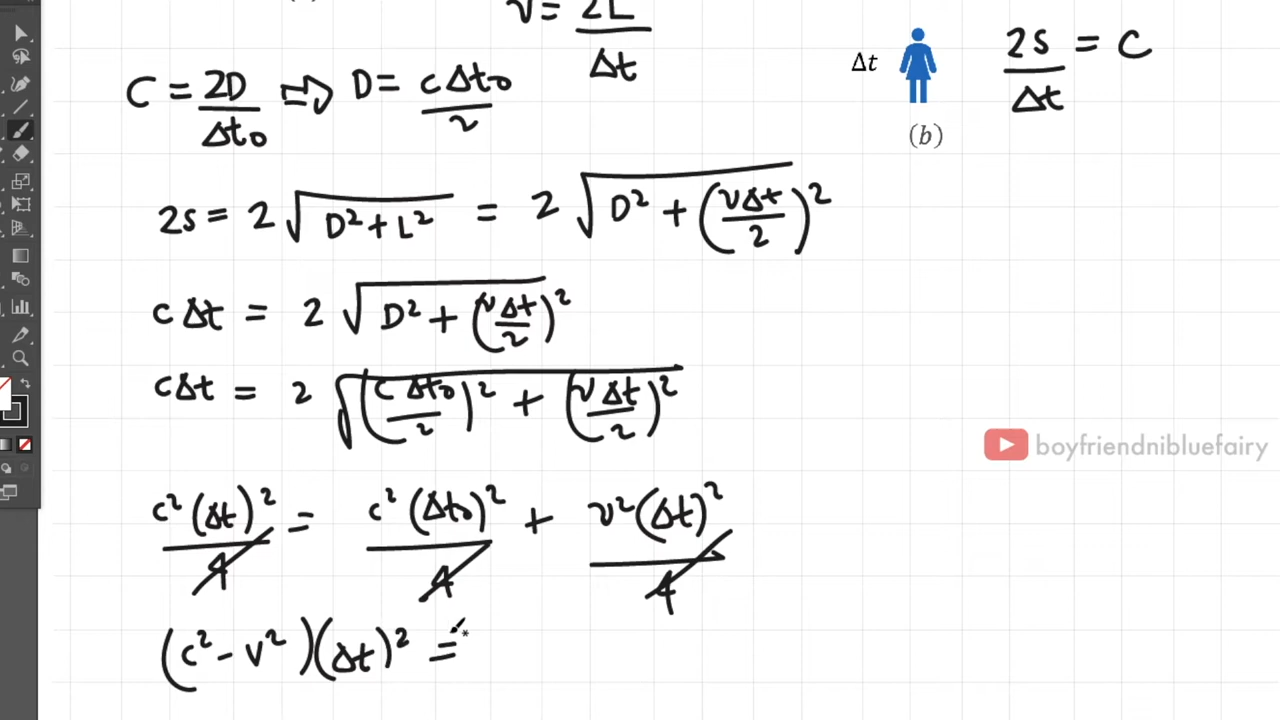 v = 2L/Δt
Δt
2s/Δt = c
(b)
C = 2D/Δt₀ ⇨ D = cΔt₀/2
2s = 2 √(D² + L²) = 2 √(D² + (vΔt/2)²)
cΔt = 2 √(D² + (vΔt/2)²)
cΔt = 2 √((cΔt₀/2)² + (vΔt/2)²)
boyfriendnibluefairy
c²(Δt)²/4 = c²(Δt₀)²/4 + v²(Δt)²/4
(c² - v²)(Δt)² =